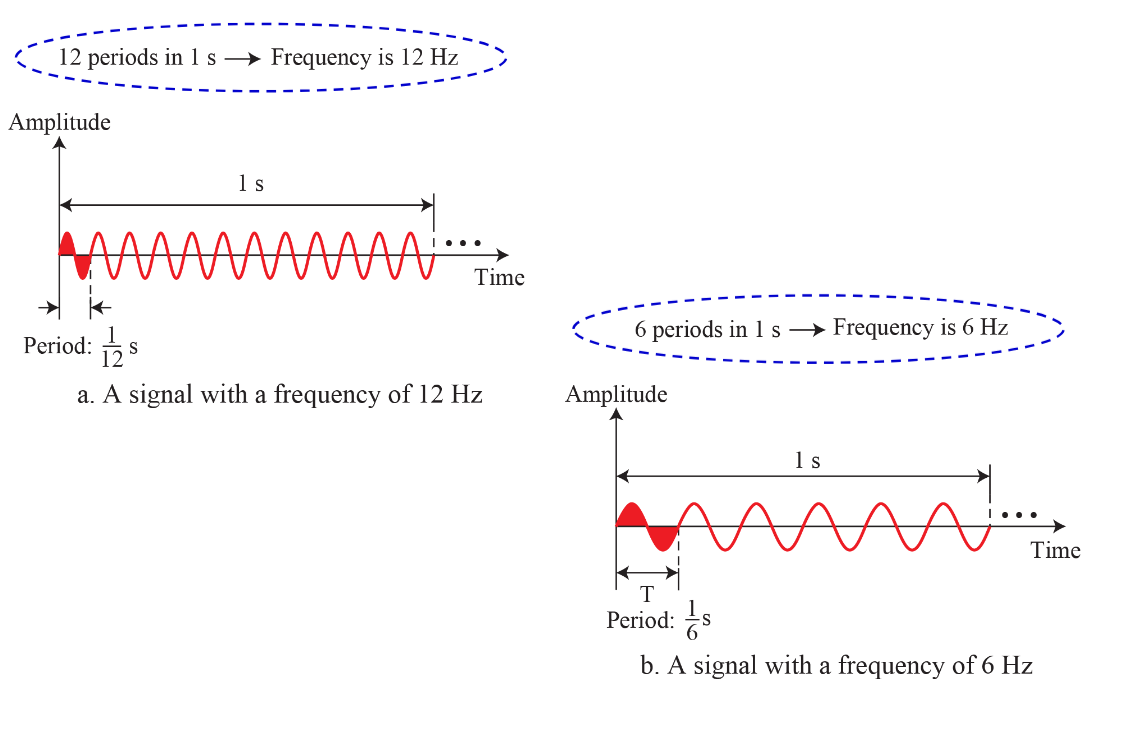 12 periods in 1 s → Frequency is 12 Hz
Amplitude
1 s
•••
Time
Period: 1/12 s
a. A signal with a frequency of 12 Hz
6 periods in 1 s → Frequency is 6 Hz
Amplitude
1 s
•••
Time
T
Period: 1/6 s
b. A signal with a frequency of 6 Hz